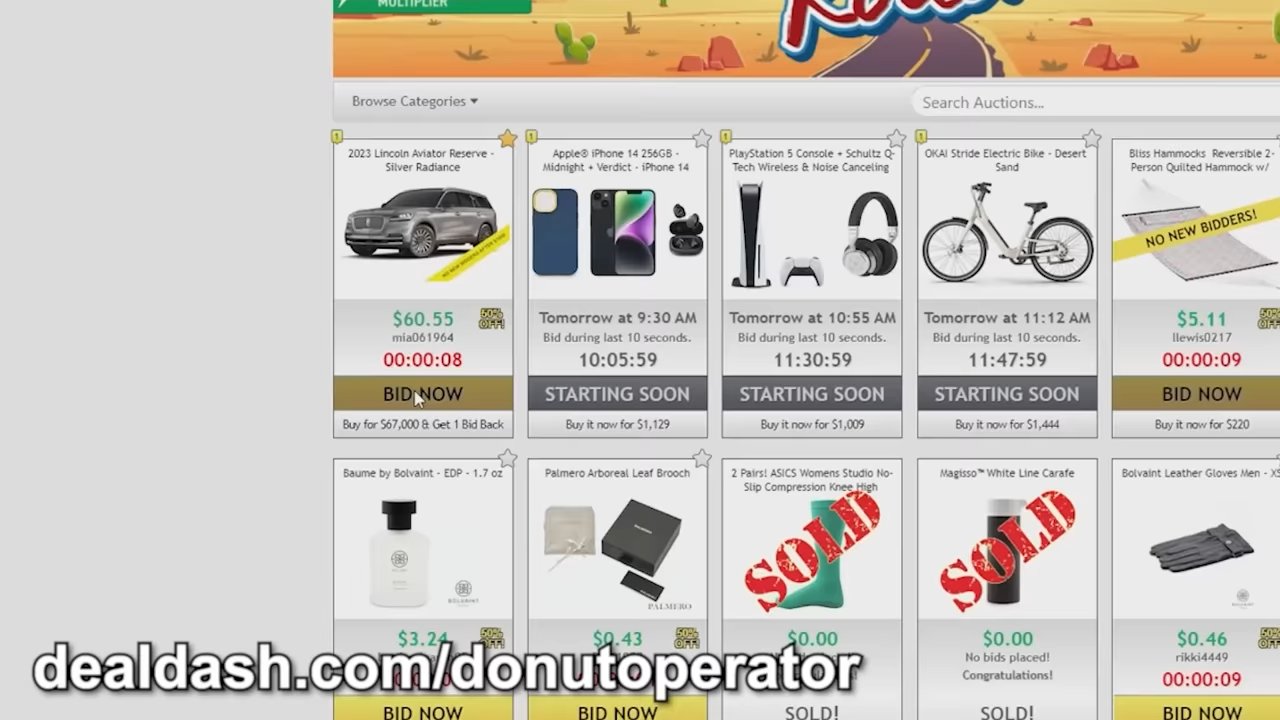 MULTIPLIER
Browse Categories
Search Auctions...
2023 Lincoln Aviator Reserve -
Silver Radiance
$60.55
50%
OFF!
mia061964
00:00:08
BID NOW
Buy for $67,000 & Get 1 Bid Back
1
Apple® iPhone 14 256GB -
Midnight + Verdict - iPhone 14
Tomorrow at 9:30 AM
Bid during last 10 seconds.
10:05:59
STARTING SOON
Buy it now for $1,129
1
PlayStation 5 Console + Schultz Q-
Tech Wireless & Noise Canceling
Tomorrow at 10:55 AM
Bid during last 10 seconds.
11:30:59
STARTING SOON
Buy it now for $1,009
1
OKAI Stride Electric Bike - Desert
Sand
Tomorrow at 11:12 AM
Bid during last 10 seconds.
11:47:59
STARTING SOON
Buy it now for $1,444
Bliss Hammocks Reversible 2-
Person Quilted Hammock w/
NO NEW BIDDERS!
$5.11
llewis0217
00:00:09
BID NOW
Buy it now for $220
Baume by Bolvaint - EDP - 1.7 oz
BOLVAINT
$3.24
50%
OFF!
BID NOW
Palmero Arboreal Leaf Brooch
PALMERO
$0.43
50%
OFF!
BID NOW
2 Pairs! ASICS Womens Studio No-
Slip Compression Knee High
SOLD
$0.00
No bids placed!
Congratulations!
SOLD!
Magisso™ White Line Carafe
SOLD
$0.00
No bids placed!
Congratulations!
SOLD!
Bolvaint Leather Gloves Men - XS
$0.46
rikki4449
00:00:09
BID NOW
dealdash.com/donutoperator